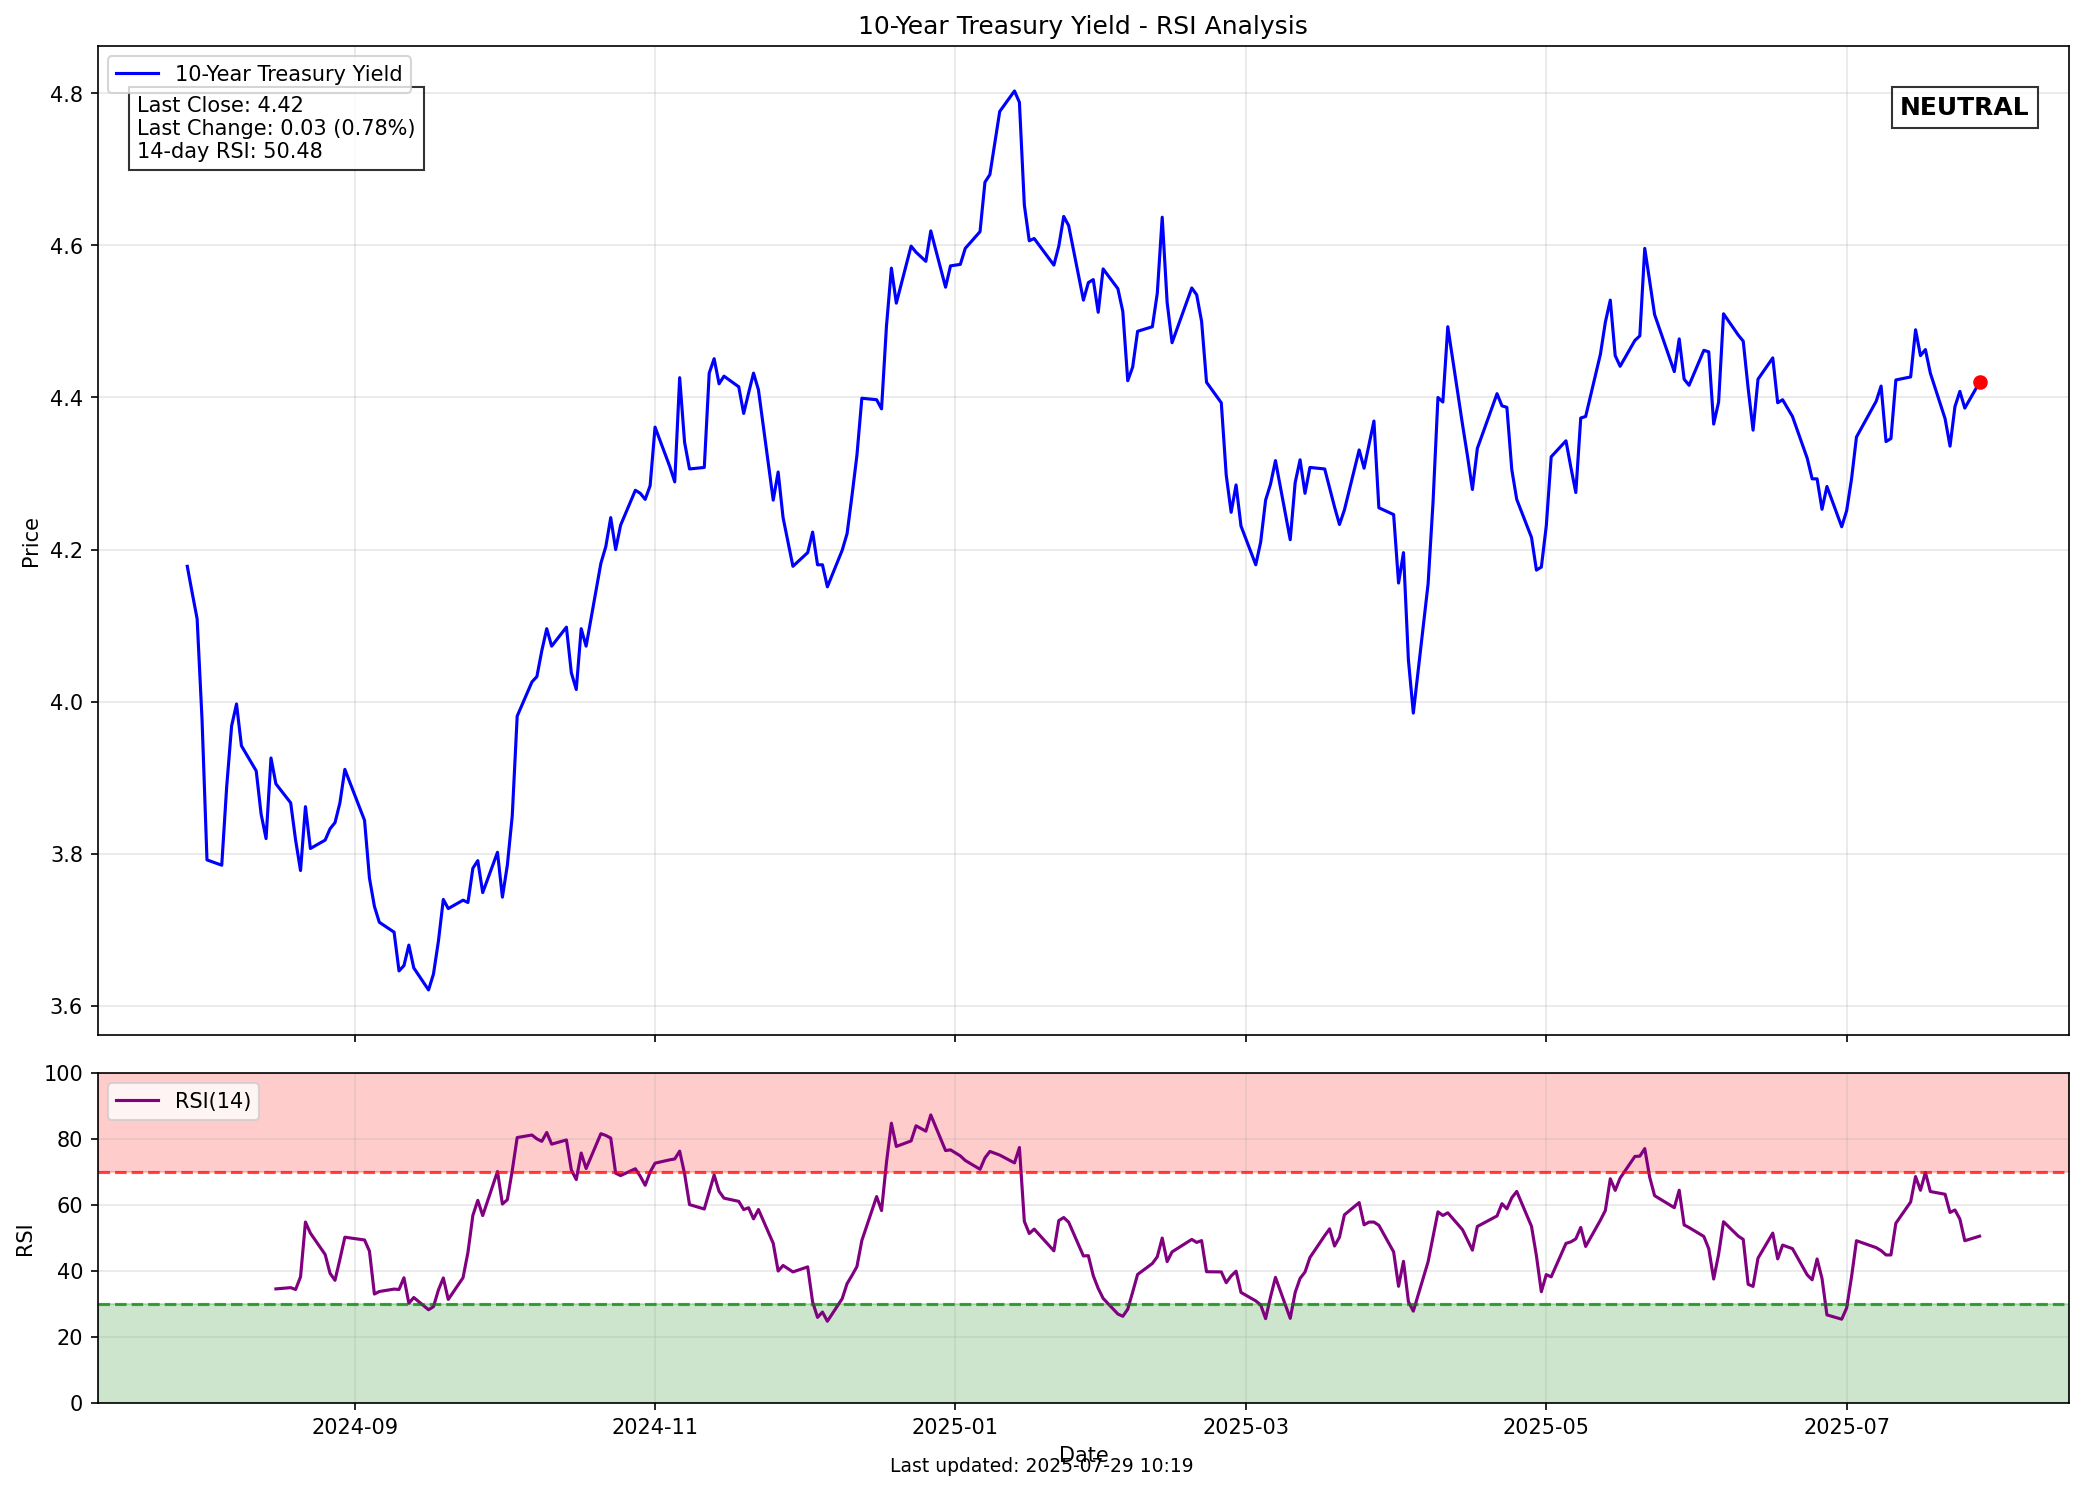 10-Year Treasury Yield - RSI Analysis
10-Year Treasury Yield
Last Close: 4.42
Last Change: 0.03 (0.78%)
14-day RSI: 50.48
NEUTRAL
Price
4.8
4.6
4.4
4.2
4.0
3.8
3.6
RSI(14)
RSI
100
80
60
40
20
0
2024-09
2024-11
2025-01
2025-03
2025-05
2025-07
Date
Last updated: 2025-07-29 10:19